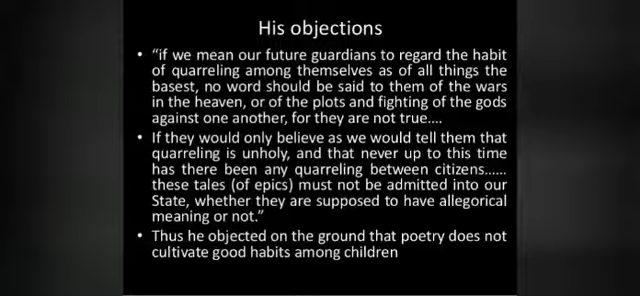 His objections
• “if we mean our future guardians to regard the habit
of quarreling among themselves as of all things the
basest, no word should be said to them of the wars
in the heaven, or of the plots and fighting of the gods
against one another, for they are not true....
• If they would only believe as we would tell them that
quarreling is unholy, and that never up to this time
has there been any quarreling between citizens......
these tales (of epics) must not be admitted into our
State, whether they are supposed to have allegorical
meaning or not.”
• Thus he objected on the ground that poetry does not
cultivate good habits among children